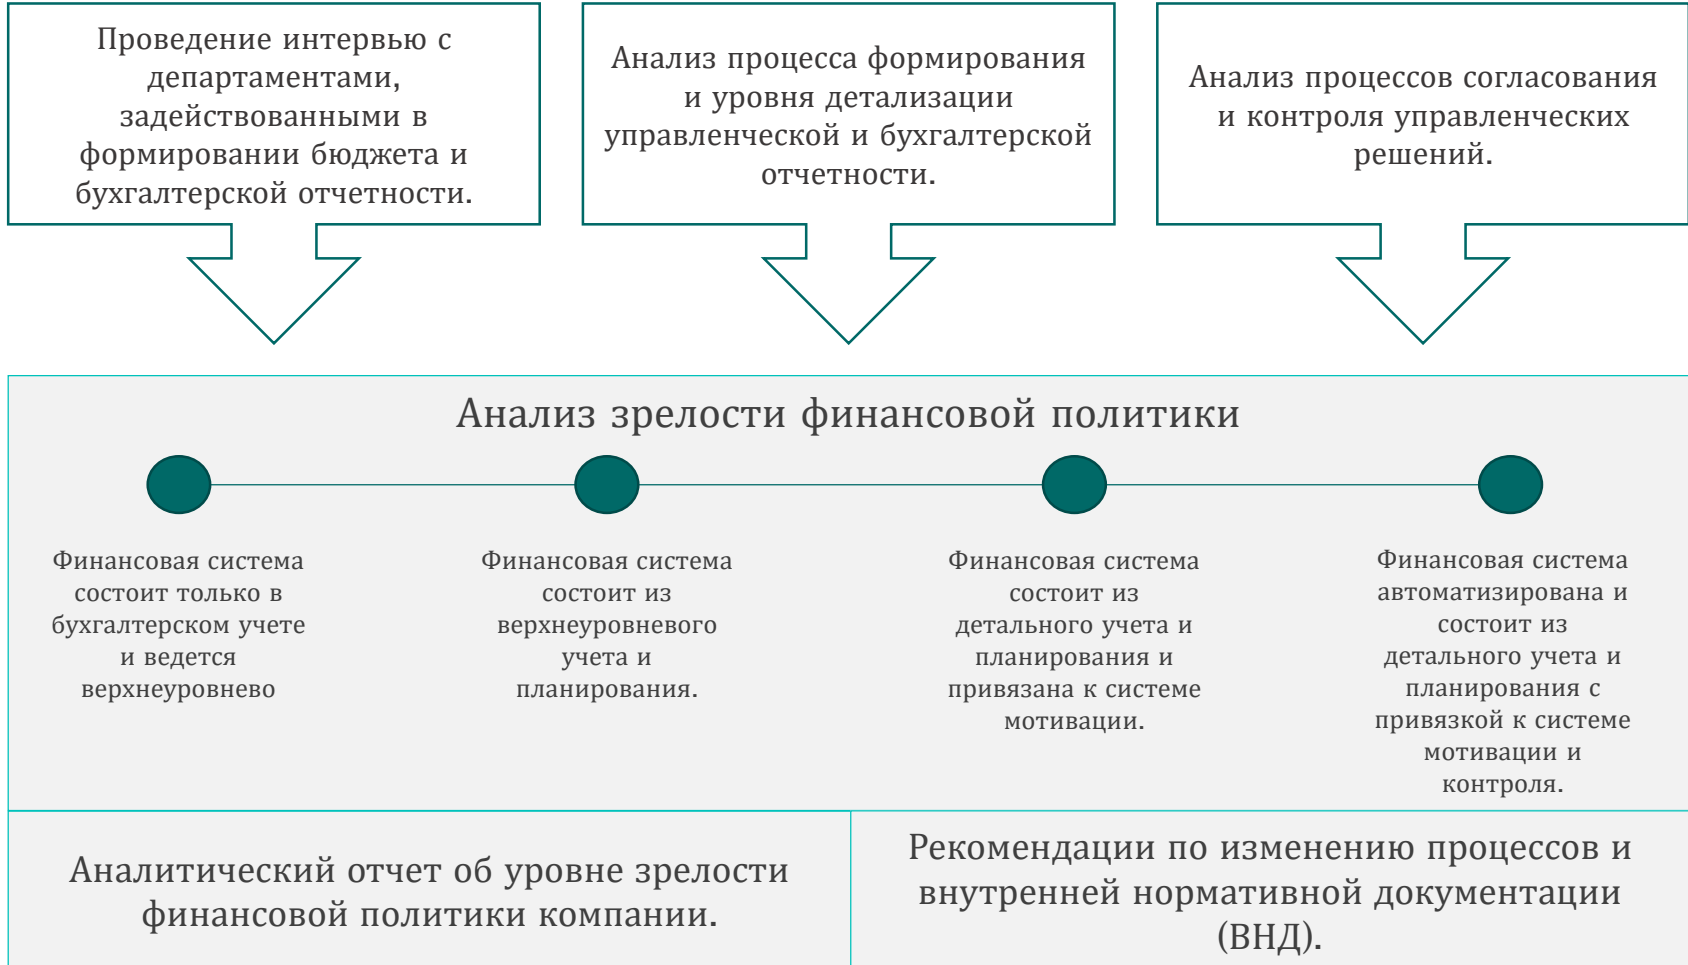 Проведение интервью с
департаментами,
задействованными в
формировании бюджета и
бухгалтерской отчетности.
Анализ процесса формирования
и уровня детализации
управленческой и бухгалтерской
отчетности.
Анализ процессов согласования
и контроля управленческих
решений.
Анализ зрелости финансовой политики
Финансовая система
состоит только в
бухгалтерском учете
и ведется
верхнеуровнево
Финансовая система
состоит из
верхнеуровневого
учета и
планирования.
Финансовая система
состоит из
детального учета и
планирования и
привязана к системе
мотивации.
Финансовая система
автоматизирована и
состоит из
детального учета и
планирования с
привязкой к системе
мотивации и
контроля.
Аналитический отчет об уровне зрелости
финансовой политики компании.
Рекомендации по изменению процессов и
внутренней нормативной документации
(ВНД).